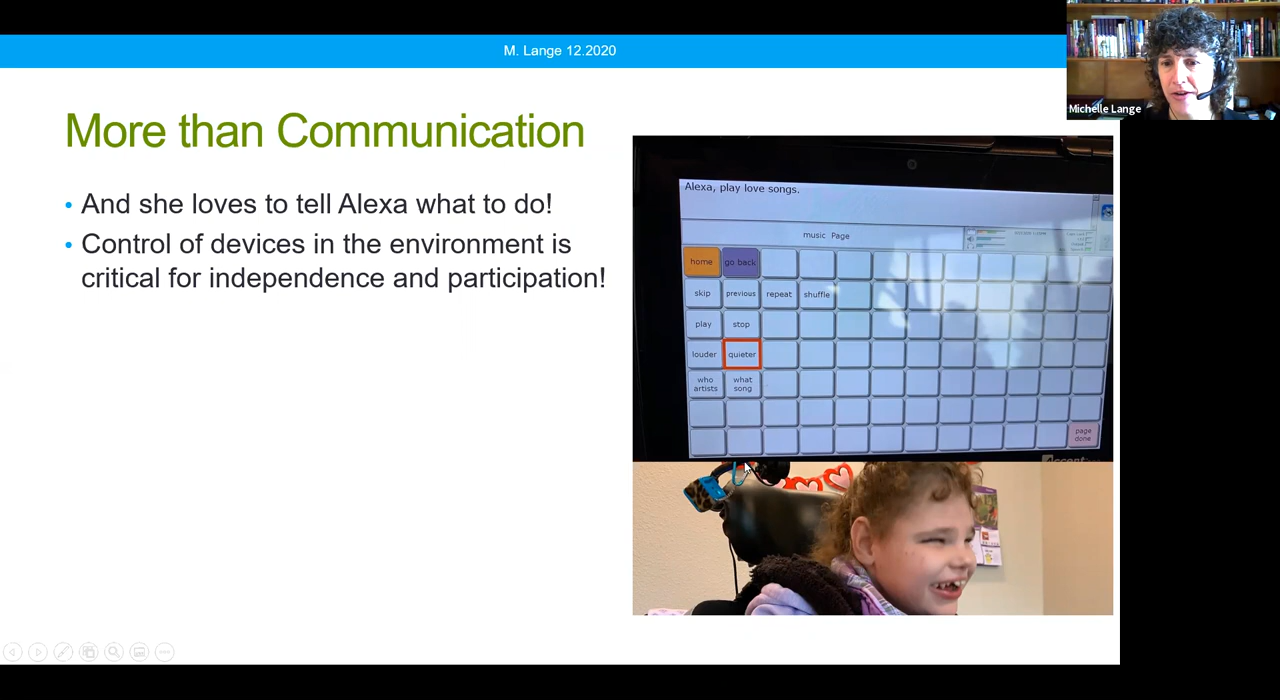 M. Lange 12.2020
Michelle Lange
More than Communication
• And she loves to tell Alexa what to do!
• Control of devices in the environment is
critical for independence and participation!
Alexa, play love songs.
music Page
home go back
skip previous repeat shuffle
play stop
louder quieter
who
artists
what
song
page
done